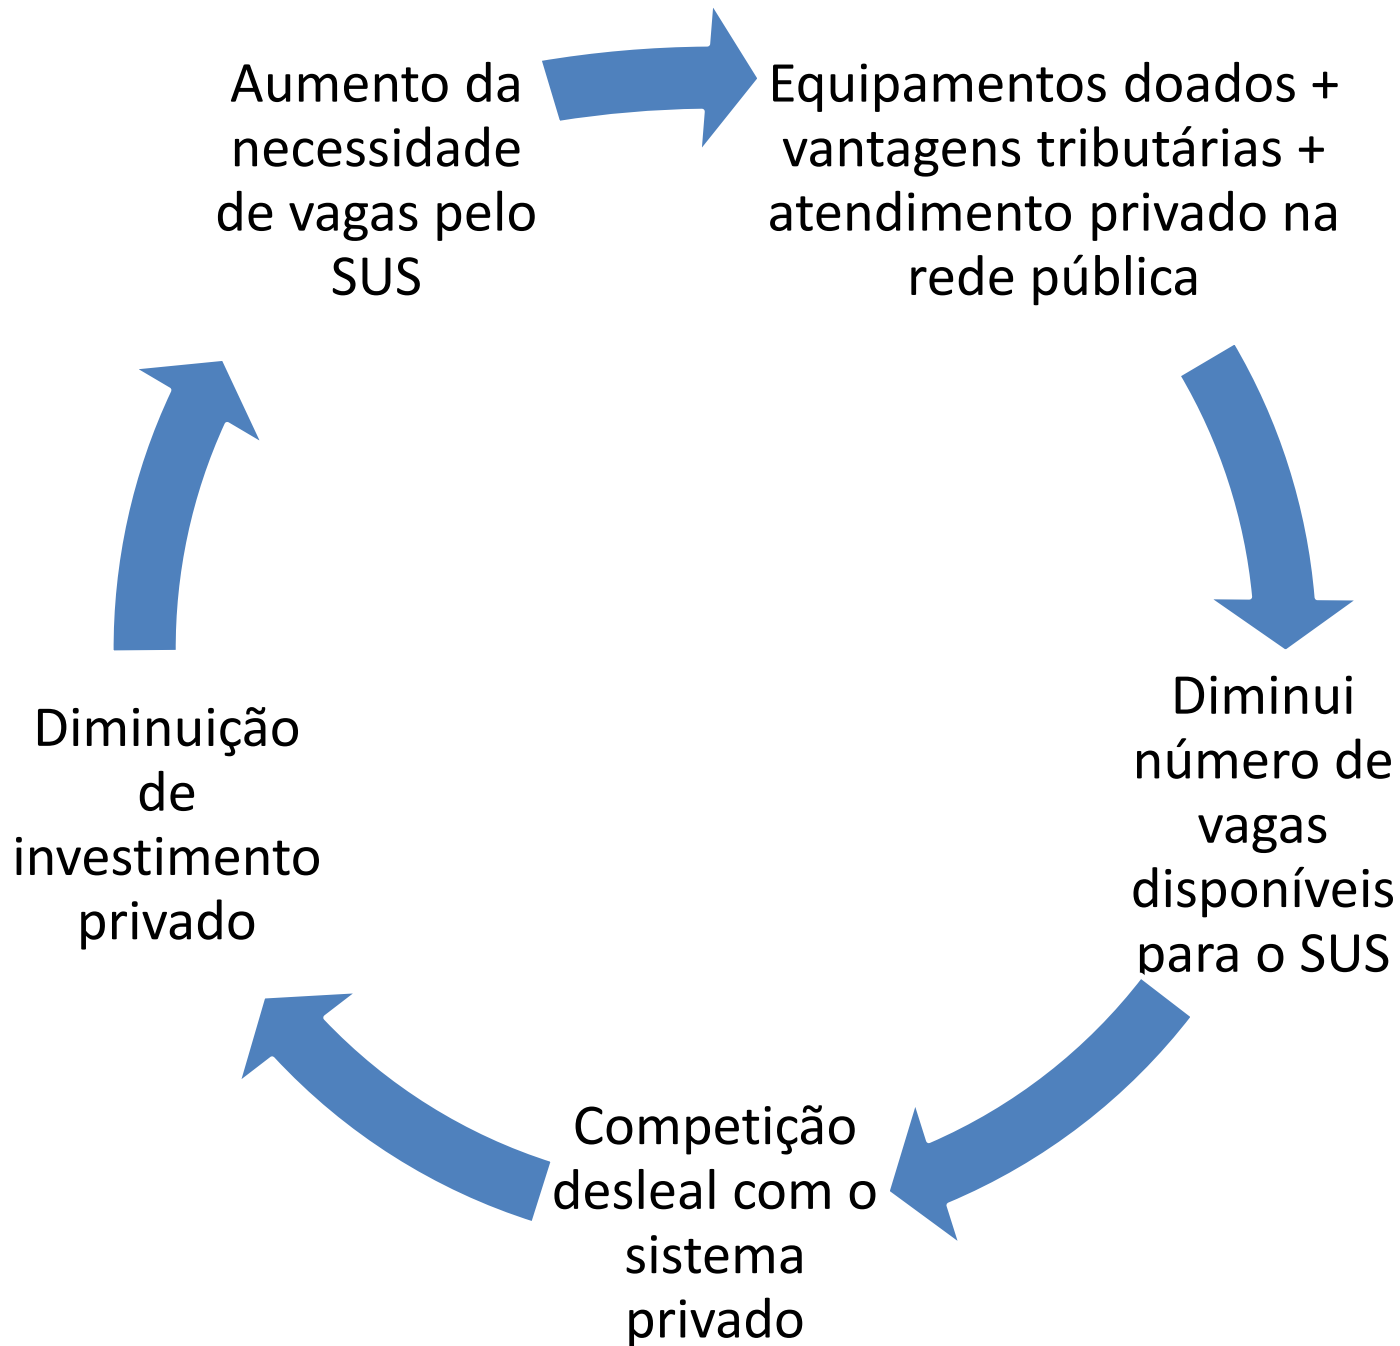 Aumento da
necessidade
de vagas pelo
SUS
Equipamentos doados +
vantagens tributárias +
atendimento privado na
rede pública
Diminui
número de
vagas
disponíveis
para o SUS
Competição
desleal com o
sistema
privado
Diminuição
de
investimento
privado